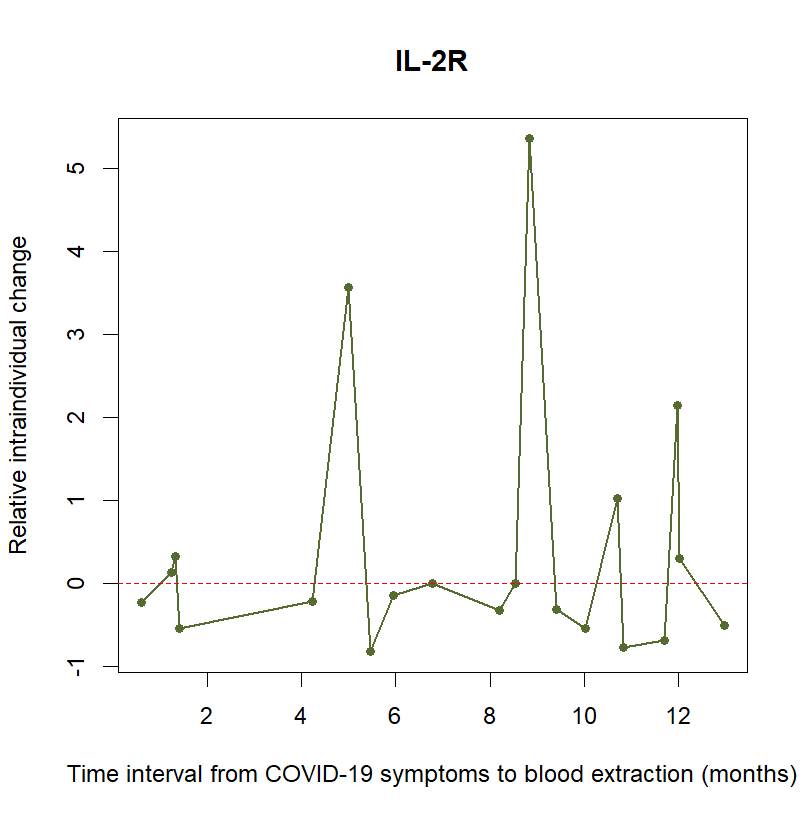 IL-2R
Relative intraindividual change
5
4
3
2
1
0
-1
2 4 6 8 10 12
Time interval from COVID-19 symptoms to blood extraction (months)